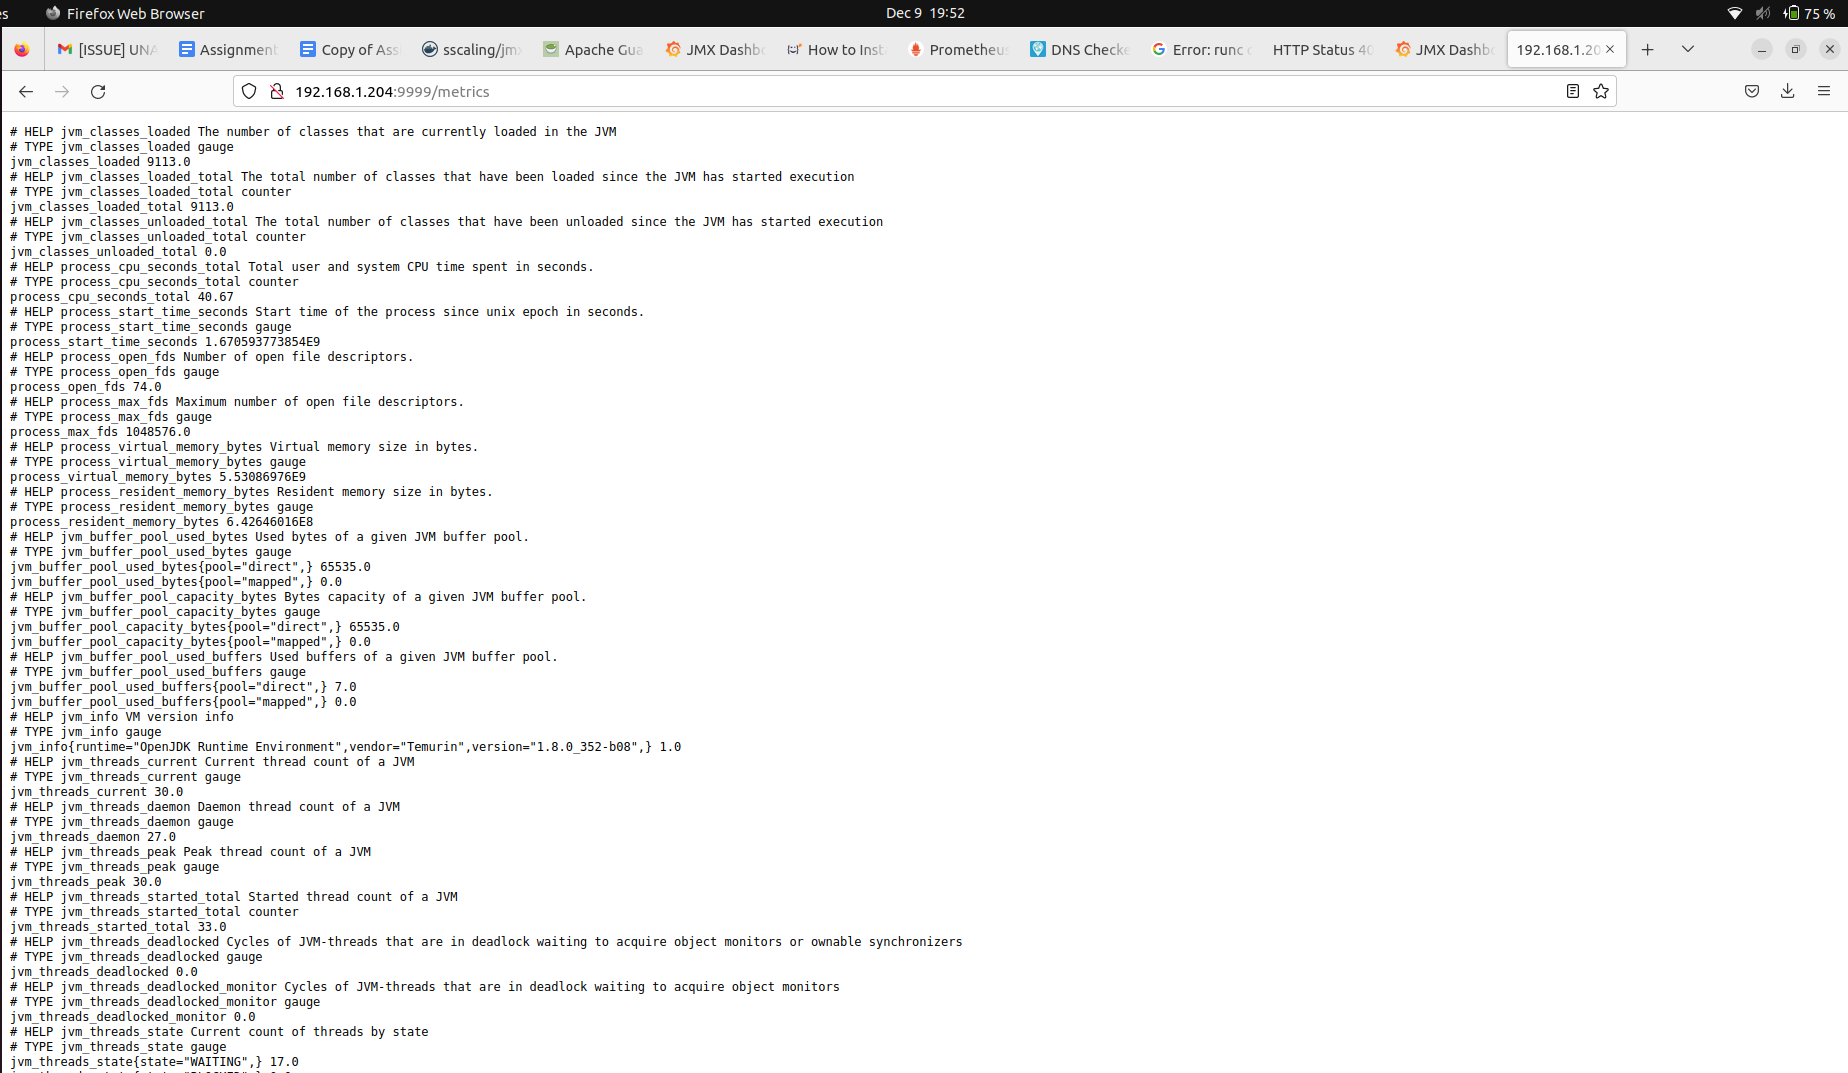 es Firefox Web Browser Dec 9 19:52 75 %
[ISSUE] UNA Assignment Copy of Ass sscaling/jmx Apache Gua JMX Dashbo How to Inst Prometheus DNS Checke Error: runc c HTTP Status 40 JMX Dashbo 192.168.1.20
192.168.1.204:9999/metrics
# HELP jvm_classes_loaded The number of classes that are currently loaded in the JVM
# TYPE jvm_classes_loaded gauge
jvm_classes_loaded 9113.0
# HELP jvm_classes_loaded_total The total number of classes that have been loaded since the JVM has started execution
# TYPE jvm_classes_loaded_total counter
jvm_classes_loaded_total 9113.0
# HELP jvm_classes_unloaded_total The total number of classes that have been unloaded since the JVM has started execution
# TYPE jvm_classes_unloaded_total counter
jvm_classes_unloaded_total 0.0
# HELP process_cpu_seconds_total Total user and system CPU time spent in seconds.
# TYPE process_cpu_seconds_total counter
process_cpu_seconds_total 40.67
# HELP process_start_time_seconds Start time of the process since unix epoch in seconds.
# TYPE process_start_time_seconds gauge
process_start_time_seconds 1.670593773854E9
# HELP process_open_fds Number of open file descriptors.
# TYPE process_open_fds gauge
process_open_fds 74.0
# HELP process_max_fds Maximum number of open file descriptors.
# TYPE process_max_fds gauge
process_max_fds 1048576.0
# HELP process_virtual_memory_bytes Virtual memory size in bytes.
# TYPE process_virtual_memory_bytes gauge
process_virtual_memory_bytes 5.53086976E9
# HELP process_resident_memory_bytes Resident memory size in bytes.
# TYPE process_resident_memory_bytes gauge
process_resident_memory_bytes 6.42646016E8
# HELP jvm_buffer_pool_used_bytes Used bytes of a given JVM buffer pool.
# TYPE jvm_buffer_pool_used_bytes gauge
jvm_buffer_pool_used_bytes{pool="direct",} 65535.0
jvm_buffer_pool_used_bytes{pool="mapped",} 0.0
# HELP jvm_buffer_pool_capacity_bytes Bytes capacity of a given JVM buffer pool.
# TYPE jvm_buffer_pool_capacity_bytes gauge
jvm_buffer_pool_capacity_bytes{pool="direct",} 65535.0
jvm_buffer_pool_capacity_bytes{pool="mapped",} 0.0
# HELP jvm_buffer_pool_used_buffers Used buffers of a given JVM buffer pool.
# TYPE jvm_buffer_pool_used_buffers gauge
jvm_buffer_pool_used_buffers{pool="direct",} 7.0
jvm_buffer_pool_used_buffers{pool="mapped",} 0.0
# HELP jvm_info VM version info
# TYPE jvm_info gauge
jvm_info{runtime="OpenJDK Runtime Environment",vendor="Temurin",version="1.8.0_352-b08",} 1.0
# HELP jvm_threads_current Current thread count of a JVM
# TYPE jvm_threads_current gauge
jvm_threads_current 30.0
# HELP jvm_threads_daemon Daemon thread count of a JVM
# TYPE jvm_threads_daemon gauge
jvm_threads_daemon 27.0
# HELP jvm_threads_peak Peak thread count of a JVM
# TYPE jvm_threads_peak gauge
jvm_threads_peak 30.0
# HELP jvm_threads_started_total Started thread count of a JVM
# TYPE jvm_threads_started_total counter
jvm_threads_started_total 33.0
# HELP jvm_threads_deadlocked Cycles of JVM-threads that are in deadlock waiting to acquire object monitors or ownable synchronizers
# TYPE jvm_threads_deadlocked gauge
jvm_threads_deadlocked 0.0
# HELP jvm_threads_deadlocked_monitor Cycles of JVM-threads that are in deadlock waiting to acquire object monitors
# TYPE jvm_threads_deadlocked_monitor gauge
jvm_threads_deadlocked_monitor 0.0
# HELP jvm_threads_state Current count of threads by state
# TYPE jvm_threads_state gauge
jvm_threads_state{state="WAITING",} 17.0